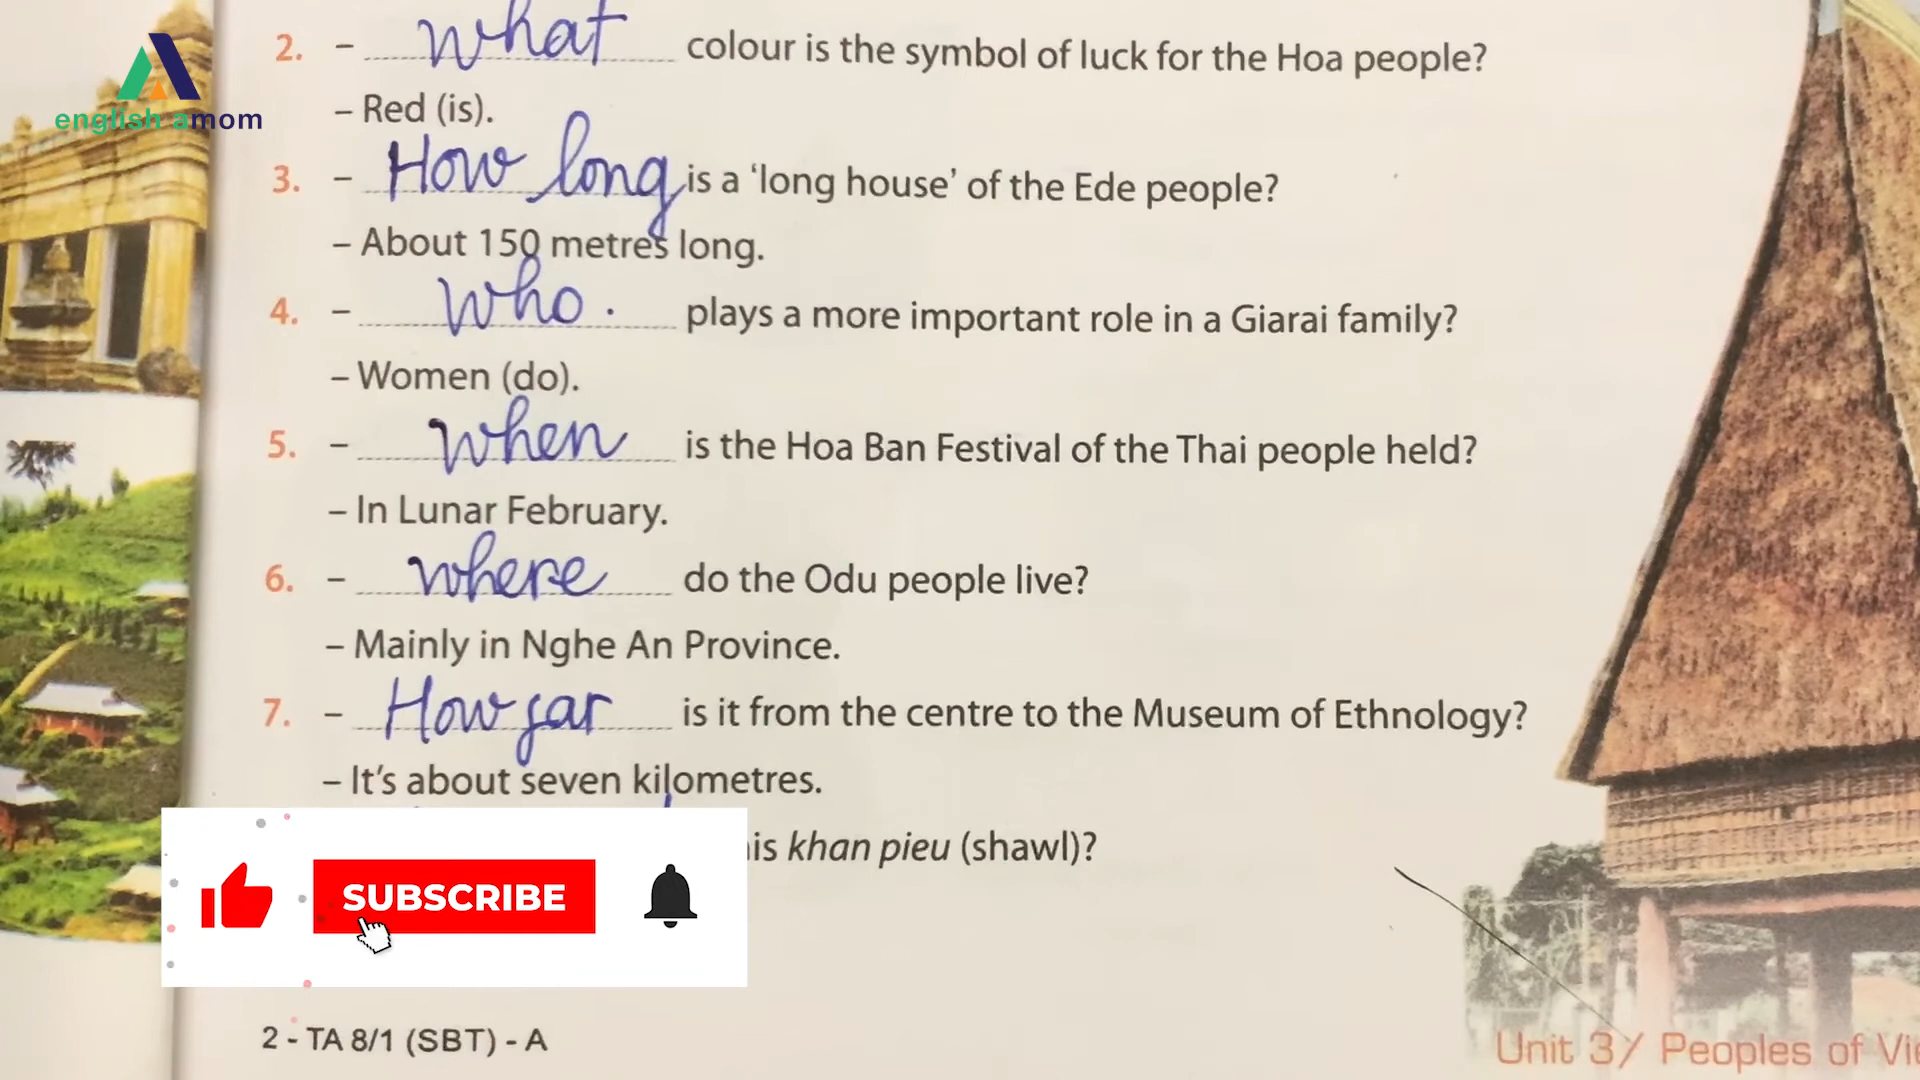 2. – What colour is the symbol of luck for the Hoa people?
– Red (is).
3. – How long is a ‘long house’ of the Ede people?
– About 150 metres long.
4. – Who. plays a more important role in a Giarai family?
– Women (do).
5. – when is the Hoa Ban Festival of the Thai people held?
– In Lunar February.
6. – where do the Odu people live?
– Mainly in Nghe An Province.
7. – How far is it from the centre to the Museum of Ethnology?
– It’s about seven kilometres.
khan pieu (shawl)?
2 - TA 8/1 (SBT) - A
Unit 3/ Peoples of
english amom
SUBSCRIBE